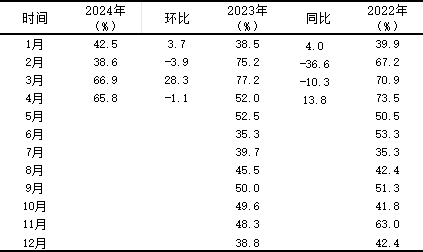 时间 2024年(%) 环比 2023年(%) 同比 2022年(%)
1月 42.5 3.7 38.5 4.0 39.9
2月 38.6 -3.9 75.2 -36.6 67.2
3月 66.9 28.3 77.2 -10.3 70.9
4月 65.8 -1.1 52.0 13.8 73.5
5月 52.5 50.5
6月 35.3 53.3
7月 39.7 35.3
8月 45.5 42.4
9月 50.0 51.3
10月 49.6 41.8
11月 48.3 63.0
12月 38.8 42.4